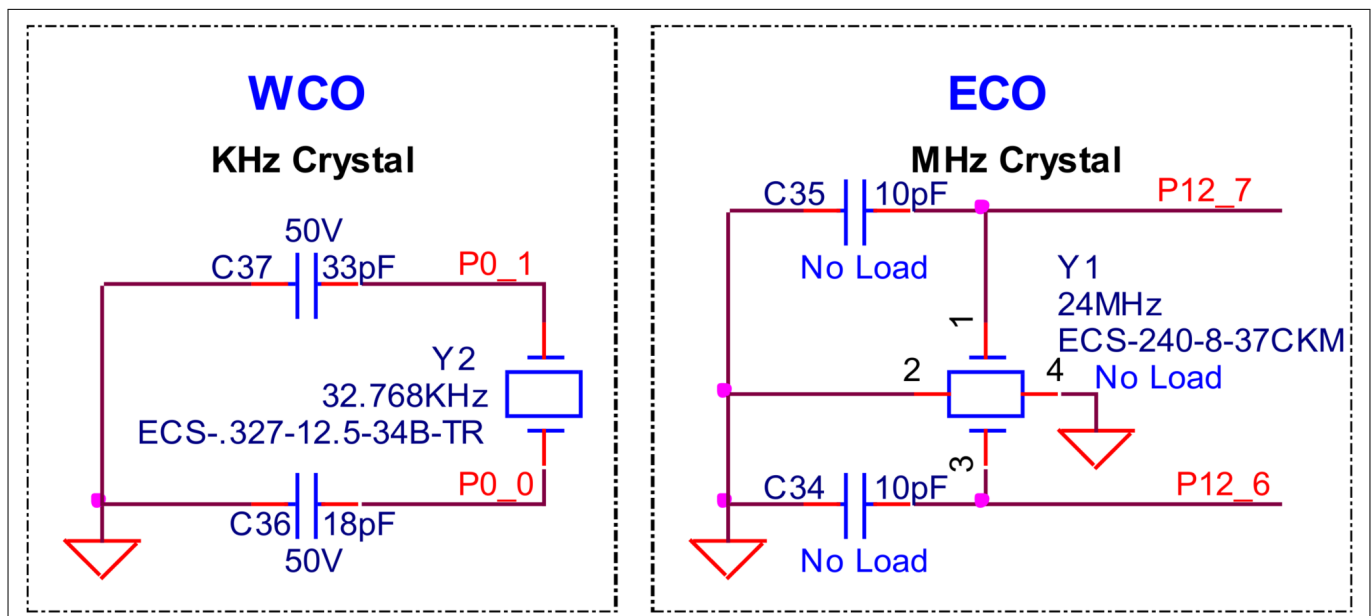 WCO
KHz Crystal
50V
C37 33pF
P0_1
Y2
32.768KHz
ECS-.327-12.5-34B-TR
P0_0
C36 18pF
50V
ECO
MHz Crystal
C35 10pF
P12_7
No Load
Y1
24MHz
ECS-240-8-37CKM
No Load
1
2
4
3
C34 10pF
P12_6
No Load